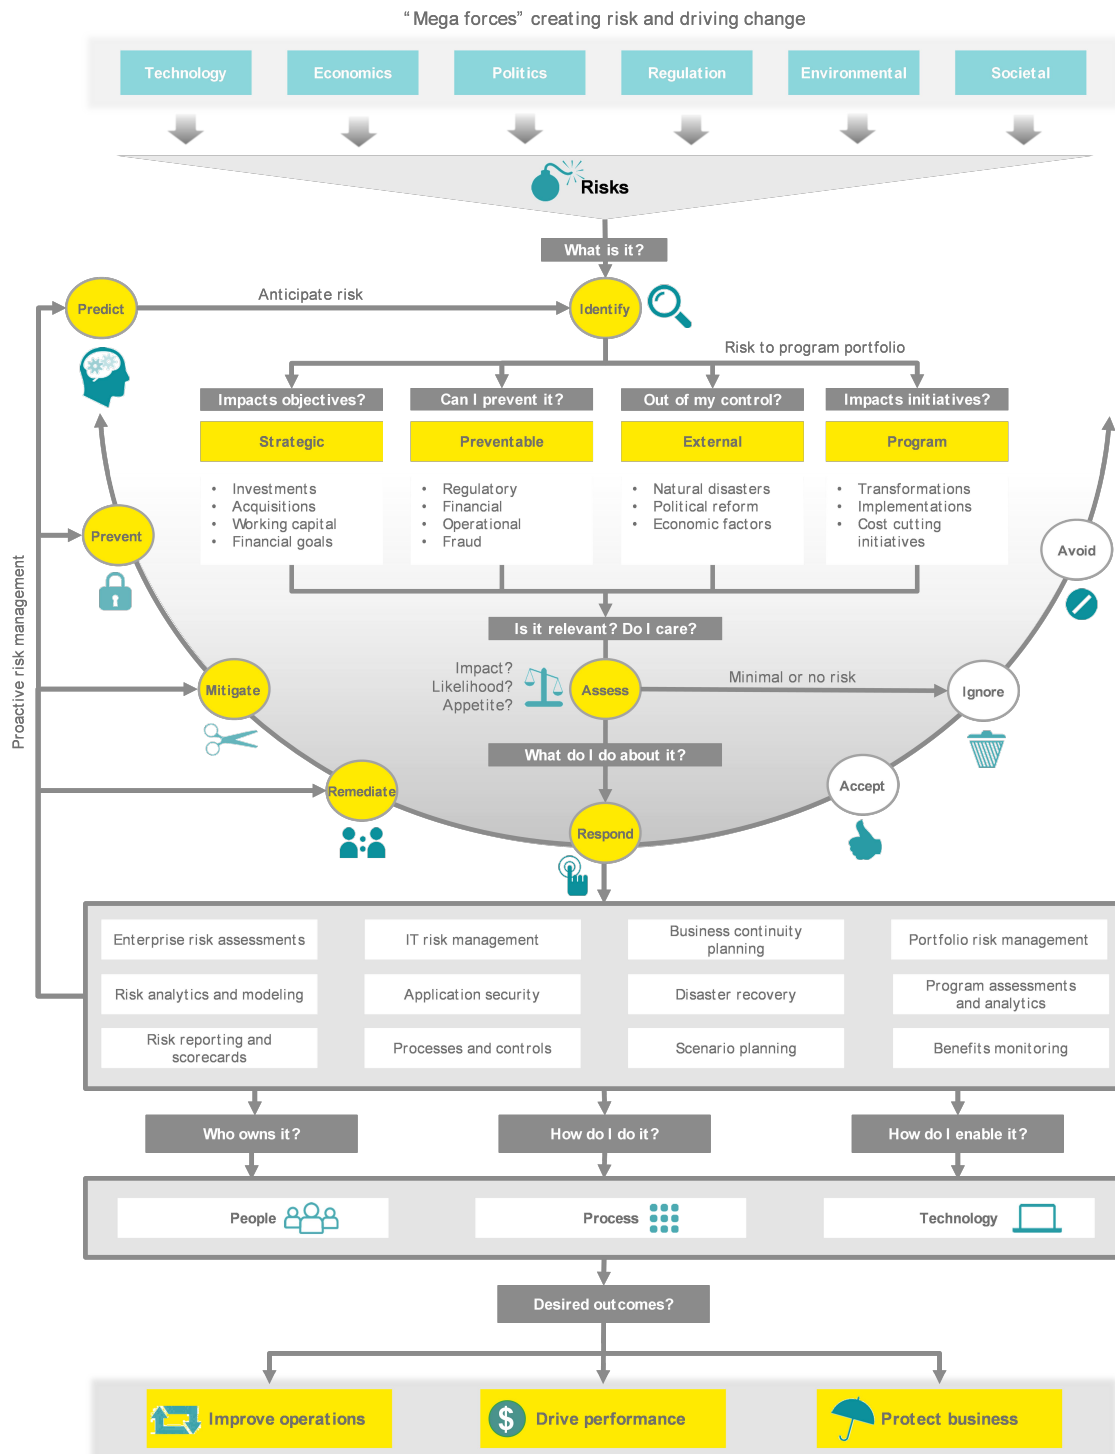 “Mega forces” creating risk and driving change
Technology
Economics
Politics
Regulation
Environmental
Societal
Risks
What is it?
Predict
Anticipate risk
Identify
Risk to program portfolio
Impacts objectives?
Can I prevent it?
Out of my control?
Impacts initiatives?
Strategic
Preventable
External
Program
• Investments
• Acquisitions
• Working capital
• Financial goals
• Regulatory
• Financial
• Operational
• Fraud
• Natural disasters
• Political reform
• Economic factors
• Transformations
• Implementations
• Cost cutting
initiatives
Prevent
Avoid
Proactive risk management
Is it relevant? Do I care?
Impact?
Likelihood?
Appetite?
Mitigate
Assess
Minimal or no risk
Ignore
What do I do about it?
Remediate
Accept
Respond
Enterprise risk assessments
IT risk management
Business continuity
planning
Portfolio risk management
Risk analytics and modeling
Application security
Disaster recovery
Program assessments
and analytics
Risk reporting and
scorecards
Processes and controls
Scenario planning
Benefits monitoring
Who owns it?
How do I do it?
How do I enable it?
People
Process
Technology
Desired outcomes?
Improve operations
$
Drive performance
Protect business